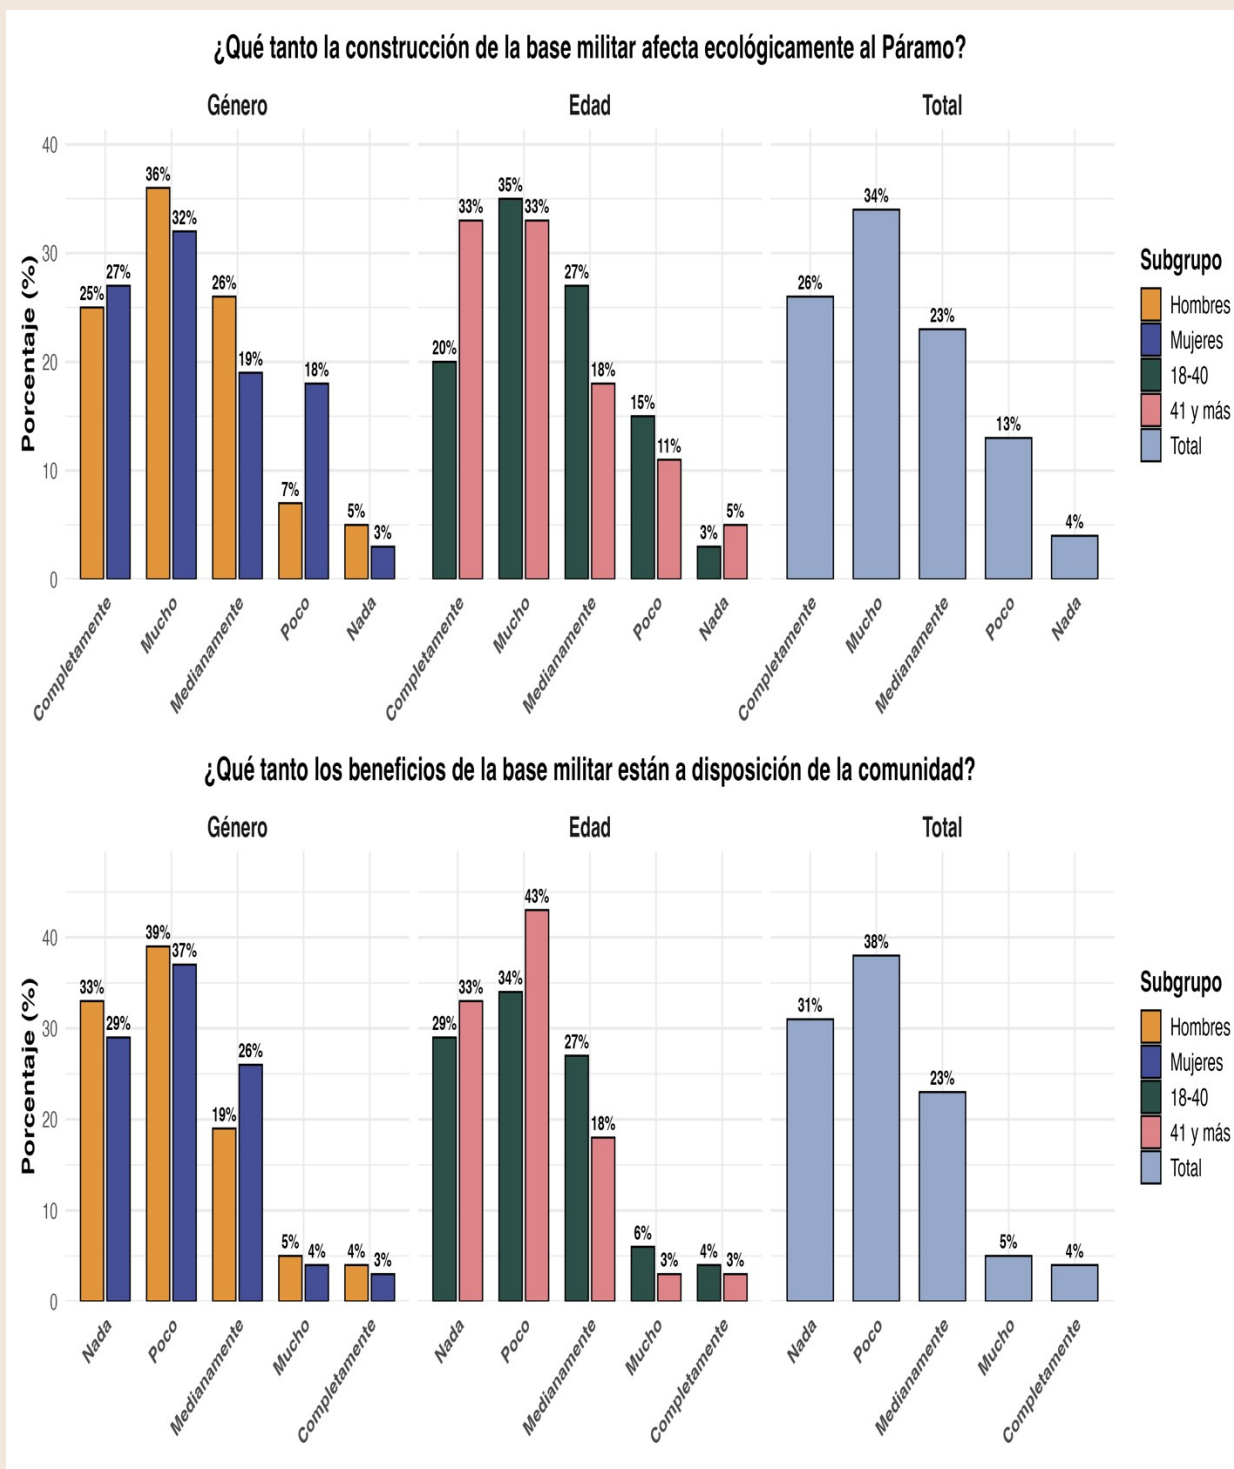 ¿Qué tanto la construcción de la base militar afecta ecológicamente al Páramo?
Género
Edad
Total
Porcentaje (%)
40
30
20
10
0
25%
27%
36%
32%
26%
19%
7%
18%
5%
3%
20%
33%
35%
33%
27%
18%
15%
11%
3%
5%
26%
34%
23%
13%
4%
Completamente
Mucho
Medianamente
Poco
Nada
Completamente
Mucho
Medianamente
Poco
Nada
Completamente
Mucho
Medianamente
Poco
Nada
Subgrupo
Hombres
Mujeres
18-40
41 y más
Total
¿Qué tanto los beneficios de la base militar están a disposición de la comunidad?
Género
Edad
Total
Porcentaje (%)
40
30
20
10
0
33%
29%
39%
37%
19%
26%
5%
4%
4%
3%
29%
33%
34%
43%
27%
18%
6%
3%
4%
3%
31%
38%
23%
5%
4%
Nada
Poco
Medianamente
Mucho
Completamente
Nada
Poco
Medianamente
Mucho
Completamente
Nada
Poco
Medianamente
Mucho
Completamente
Subgrupo
Hombres
Mujeres
18-40
41 y más
Total